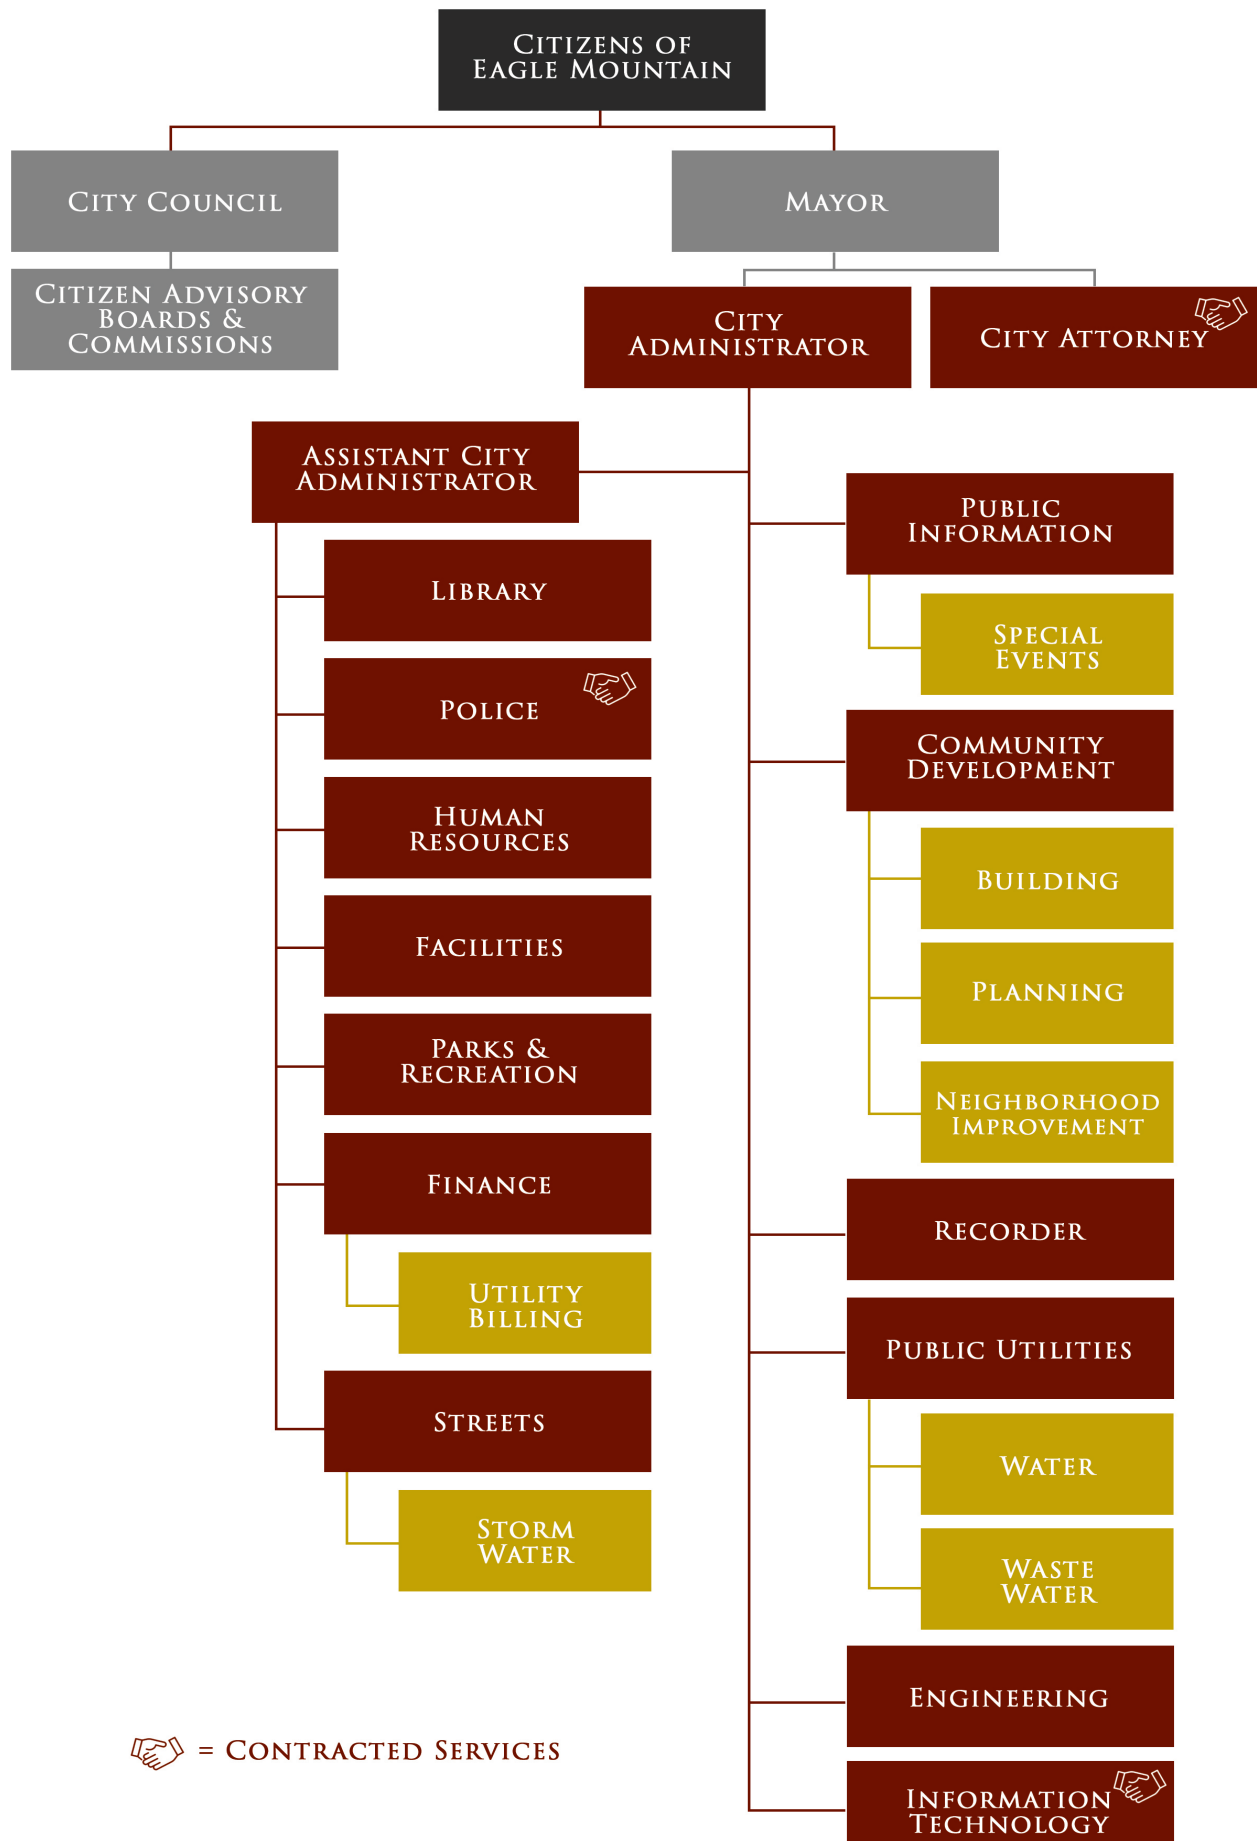 Citizens of
Eagle Mountain
City Council
Mayor
Citizen Advisory
Boards &
Commissions
City
Administrator
City Attorney
Assistant City
Administrator
Library
Police
Human
Resources
Facilities
Parks &
Recreation
Finance
Utility
Billing
Streets
Storm
Water
Public
Information
Special
Events
Community
Development
Building
Planning
Neighborhood
Improvement
Recorder
Public Utilities
Water
Waste
Water
Engineering
Information
Technology
= Contracted Services